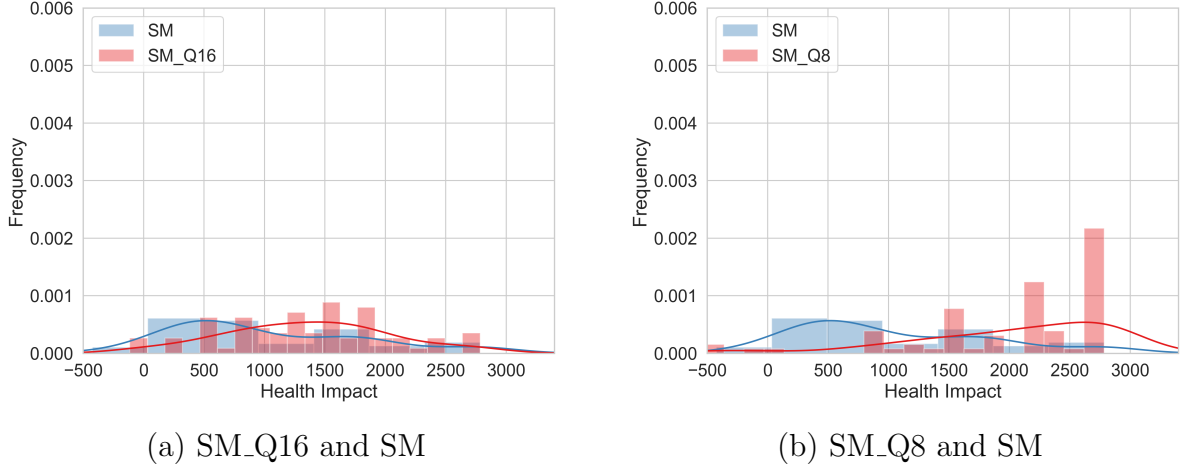 0.006
0.005
0.004
0.003
0.002
0.001
0.000
Frequency
SM
SM_Q16
−500 0 500 1000 1500 2000 2500 3000
Health Impact
(a) SM_Q16 and SM
0.006
0.005
0.004
0.003
0.002
0.001
0.000
Frequency
SM
SM_Q8
−500 0 500 1000 1500 2000 2500 3000
Health Impact
(b) SM_Q8 and SM